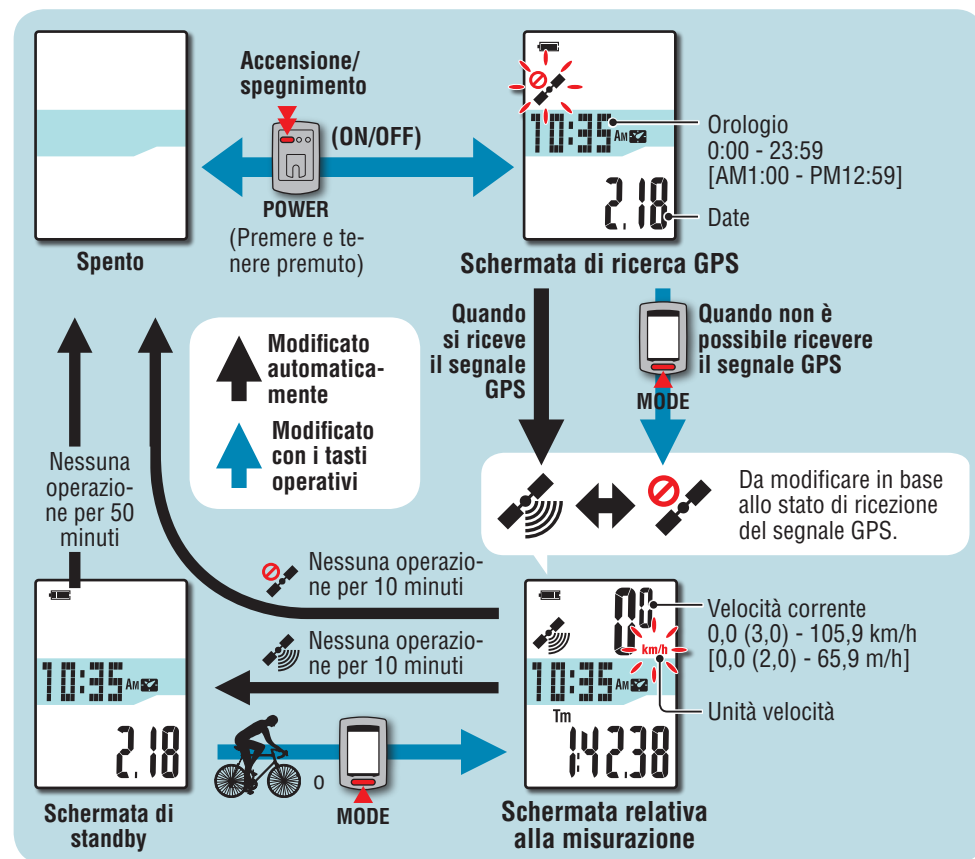 Accensione/
spegnimento
(ON/OFF)
POWER
(Premere e te-
nere premuto)
Spento
10:35 AM
2.18
Orologio
0:00 - 23:59
[AM1:00 - PM12:59]
Date
Schermata di ricerca GPS
Quando
si riceve
il segnale
GPS
MODE
Quando non è
possibile ricevere
il segnale GPS
Modificato
automatica-
mente
Modificato
con i tasti
operativi
Da modificare in base
allo stato di ricezione
del segnale GPS.
Nessuna
operazio-
ne per 50
minuti
Nessuna operazio-
ne per 10 minuti
Nessuna operazio-
ne per 10 minuti
10:35 AM
2.18
Schermata di
standby
o
MODE
0.0
km/h
10:35 AM
Tm
1:42'38
Velocità corrente
0,0 (3,0) - 105,9 km/h
[0,0 (2,0) - 65,9 m/h]
Unità velocità
Schermata relativa
alla misurazione